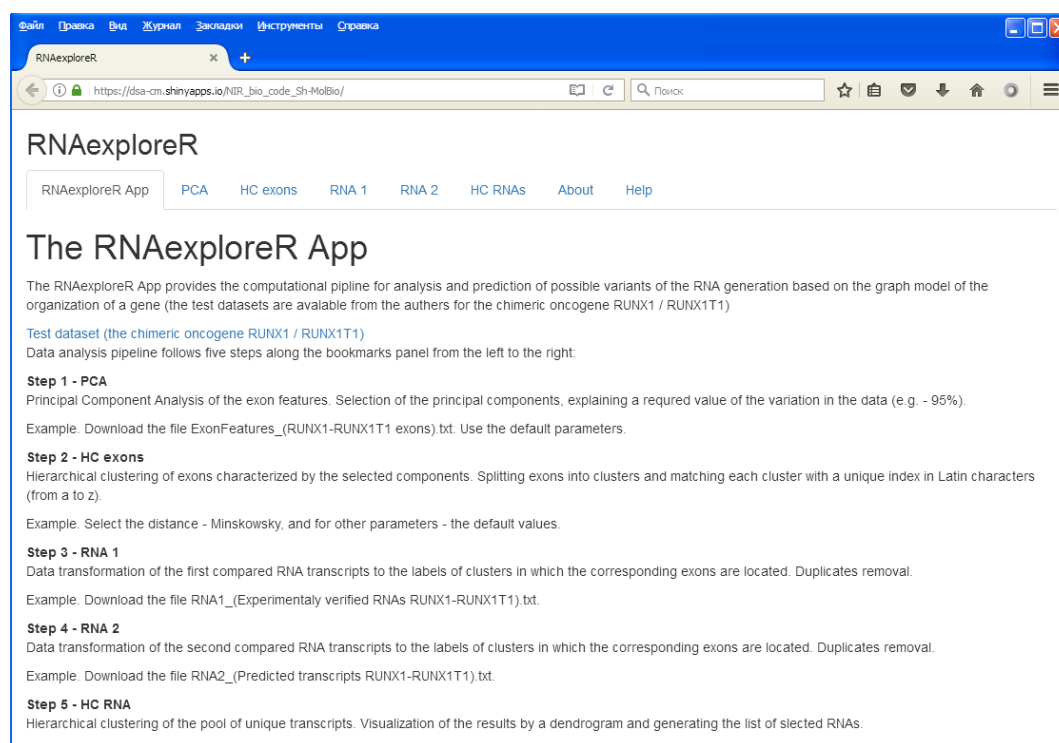 Файл Правка Вид Журнал Закладки Инструменты Справка
RNAexploreR
https://dsa-cm.shinyapps.io/NIR_bio_code_Sh-MolBio/ Поиск
RNAexploreR
RNAexploreR App PCA HC exons RNA 1 RNA 2 HC RNAs About Help
The RNAexploreR App
The RNAexploreR App provides the computational pipline for analysis and prediction of possible variants of the RNA generation based on the graph model of the
organization of a gene (the test datasets are avalable from the authers for the chimeric oncogene RUNX1 / RUNX1T1)
Test dataset (the chimeric oncogene RUNX1 / RUNX1T1)
Data analysis pipeline follows five steps along the bookmarks panel from the left to the right:
Step 1 - PCA
Principal Component Analysis of the exon features. Selection of the principal components, explaining a requred value of the variation in the data (e.g. - 95%).
Example. Download the file ExonFeatures_(RUNX1-RUNX1T1 exons).txt. Use the default parameters.
Step 2 - HC exons
Hierarchical clustering of exons characterized by the selected components. Splitting exons into clusters and matching each cluster with a unique index in Latin characters
(from a to z).
Example. Select the distance - Minskowsky, and for other parameters - the default values.
Step 3 - RNA 1
Data transformation of the first compared RNA transcripts to the labels of clusters in which the corresponding exons are located. Duplicates removal.
Example. Download the file RNA1_(Experimentaly verified RNAs RUNX1-RUNX1T1).txt.
Step 4 - RNA 2
Data transformation of the second compared RNA transcripts to the labels of clusters in which the corresponding exons are located. Duplicates removal.
Example. Download the file RNA2_(Predicted transcripts RUNX1-RUNX1T1).txt.
Step 5 - HC RNA
Hierarchical clustering of the pool of unique transcripts. Visualization of the results by a dendrogram and generating the list of slected RNAs.